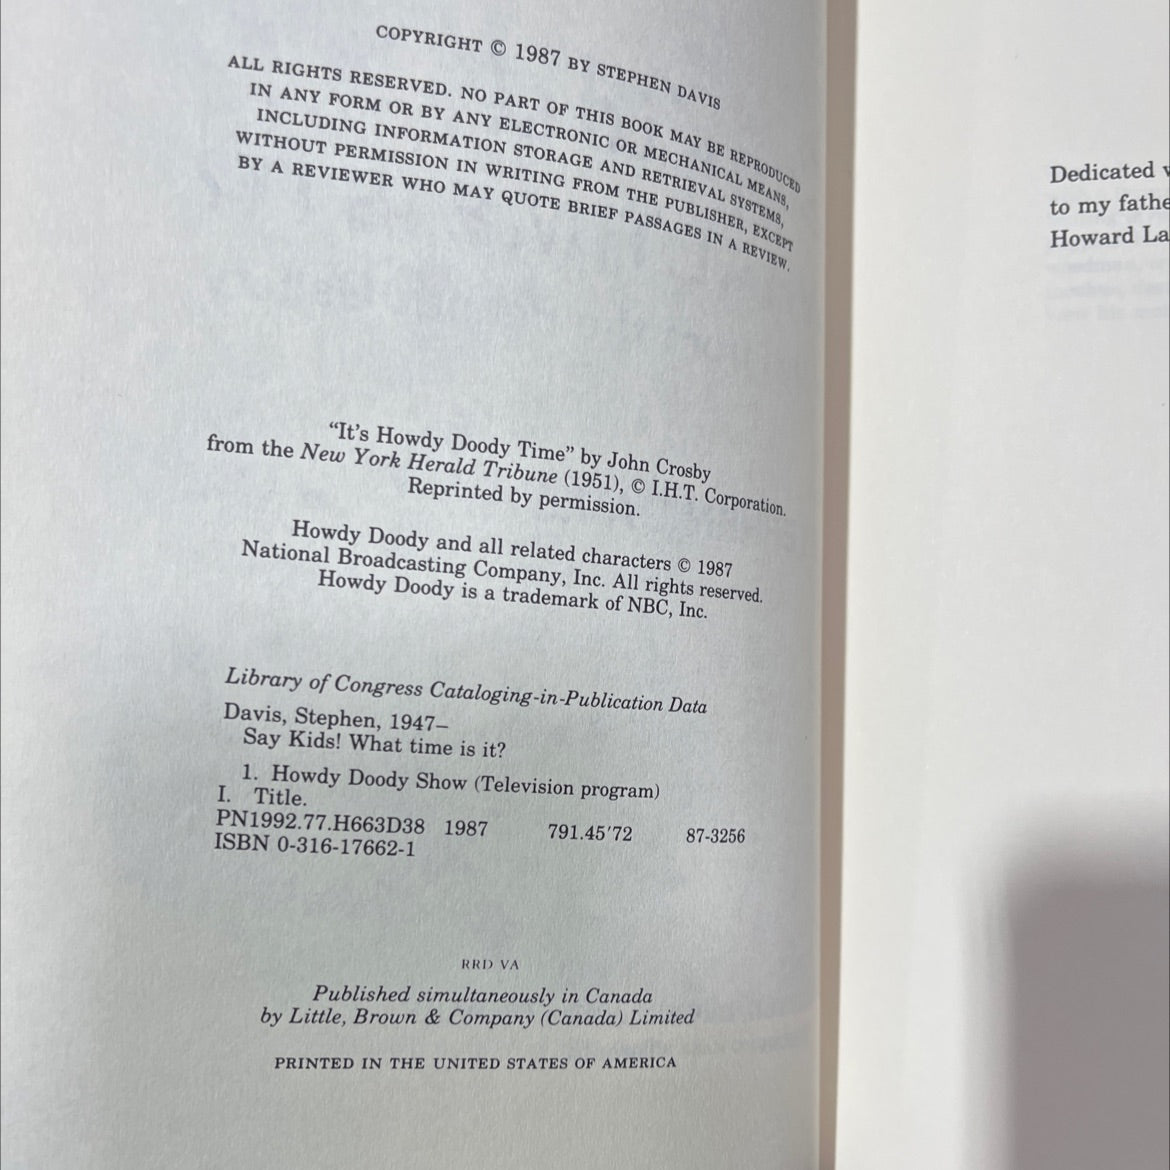 COPYRIGHT © 1987 BY STEPHEN DAVIS
ALL RIGHTS RESERVED. NO PART OF THIS BOOK MAY BE REPRODUCED
IN ANY FORM OR BY ANY ELECTRONIC OR MECHANICAL MEANS,
INCLUDING INFORMATION STORAGE AND RETRIEVAL SYSTEMS,
WITHOUT PERMISSION IN WRITING FROM THE PUBLISHER, EXCEPT
BY A REVIEWER WHO MAY QUOTE BRIEF PASSAGES IN A REVIEW.
“It’s Howdy Doody Time” by John Crosby
from the New York Herald Tribune (1951), © I.H.T. Corporation.
Reprinted by permission.
Howdy Doody and all related characters © 1987
National Broadcasting Company, Inc. All rights reserved.
Howdy Doody is a trademark of NBC, Inc.
Library of Congress Cataloging-in-Publication Data
Davis, Stephen, 1947–
Say Kids! What time is it?
1. Howdy Doody Show (Television program)
I. Title.
PN1992.77.H663D38 1987 791.45'72 87-3256
ISBN 0-316-17662-1
RRD VA
Published simultaneously in Canada
by Little, Brown & Company (Canada) Limited
PRINTED IN THE UNITED STATES OF AMERICA
Dedicated
to my fathe
Howard La